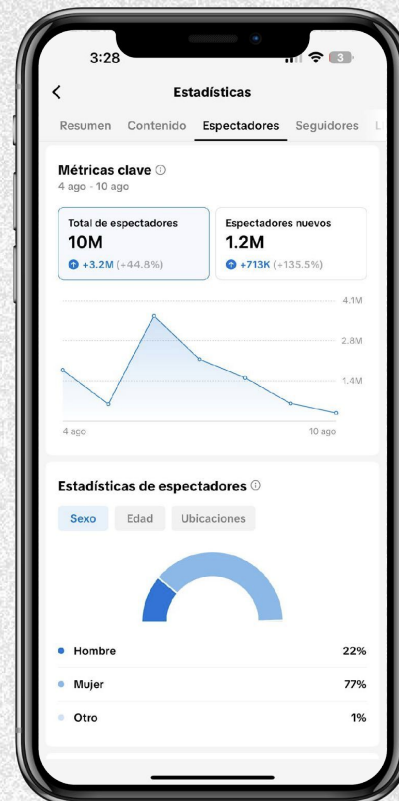 3:28
3
Estadísticas
Resumen Contenido Espectadores Seguidores
Métricas clave
4 ago - 10 ago
Total de espectadores
10M
+3.2M (+44.8%)
Espectadores nuevos
1.2M
+713K (+135.5%)
4.1M
2.8M
1.4M
4 ago
10 ago
Estadísticas de espectadores
Sexo Edad Ubicaciones
Hombre 22%
Mujer 77%
Otro 1%